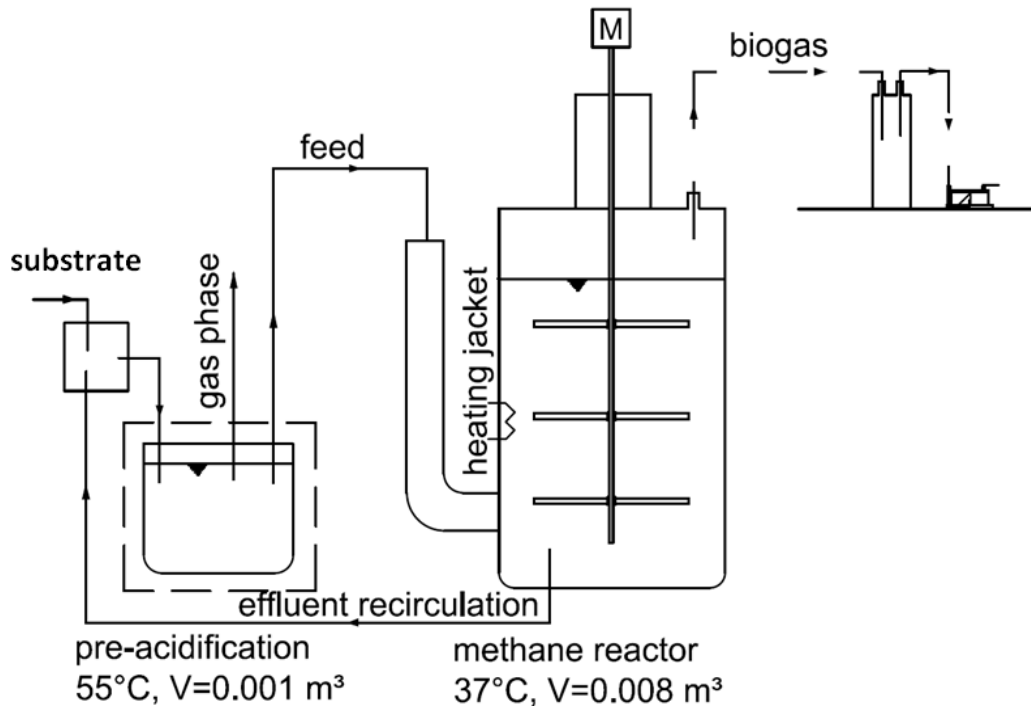 M
biogas
feed
substrate
gas phase
heating jacket
effluent recirculation
pre-acidification
55°C, V=0.001 m³
methane reactor
37°C, V=0.008 m³